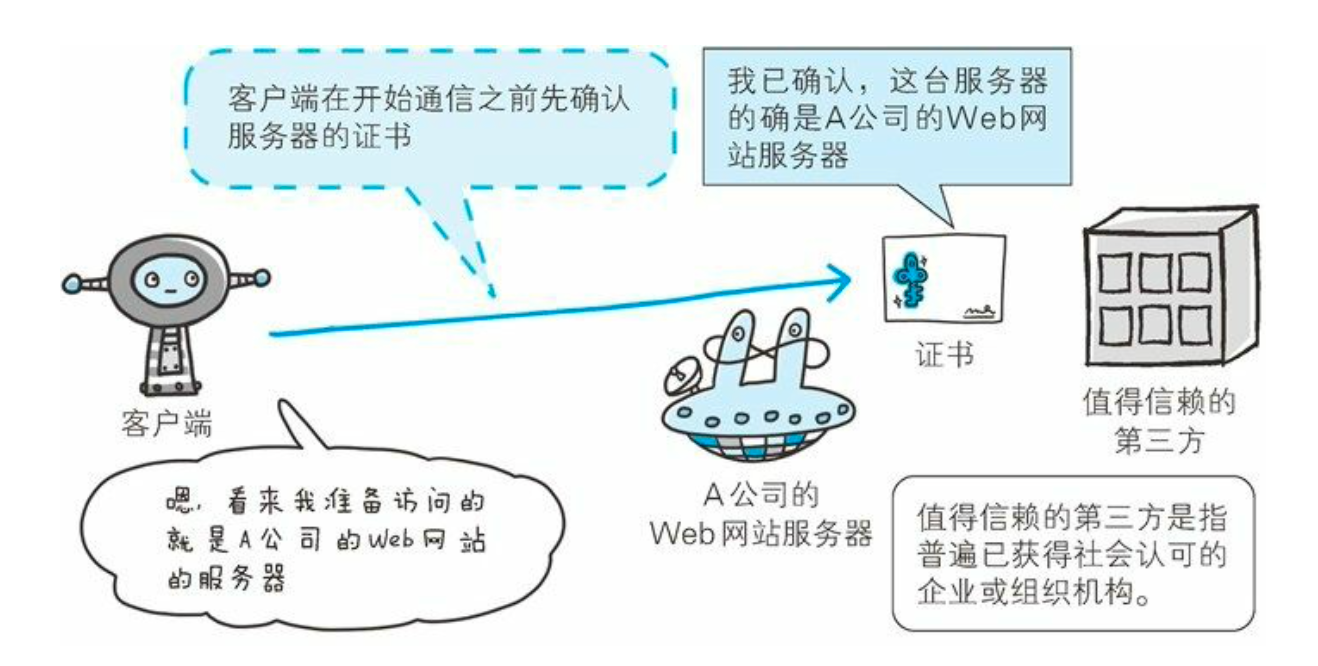 客户端在开始通信之前先确认
服务器的证书
我已确认，这台服务器
的确是A公司的Web网
站服务器
证书
客户端
值得信赖的
第三方
嗯，看来我准备访问的
就是A公司的Web网站
的服务器
A公司的
Web网站服务器
值得信赖的第三方是指
普遍已获得社会认可的
企业或组织机构。